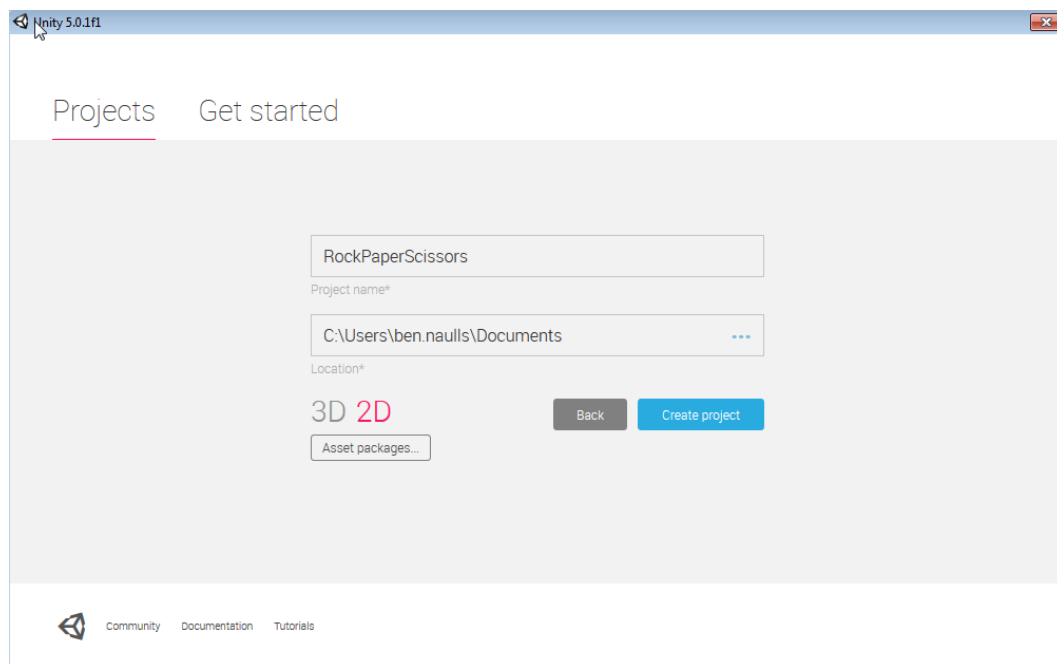 Unity 5.0.1f1
Projects Get started
RockPaperScissors
Project name*
C:\Users\ben.naulls\Documents
Location*
3D 2D Back Create project
Asset packages...
Community Documentation Tutorials